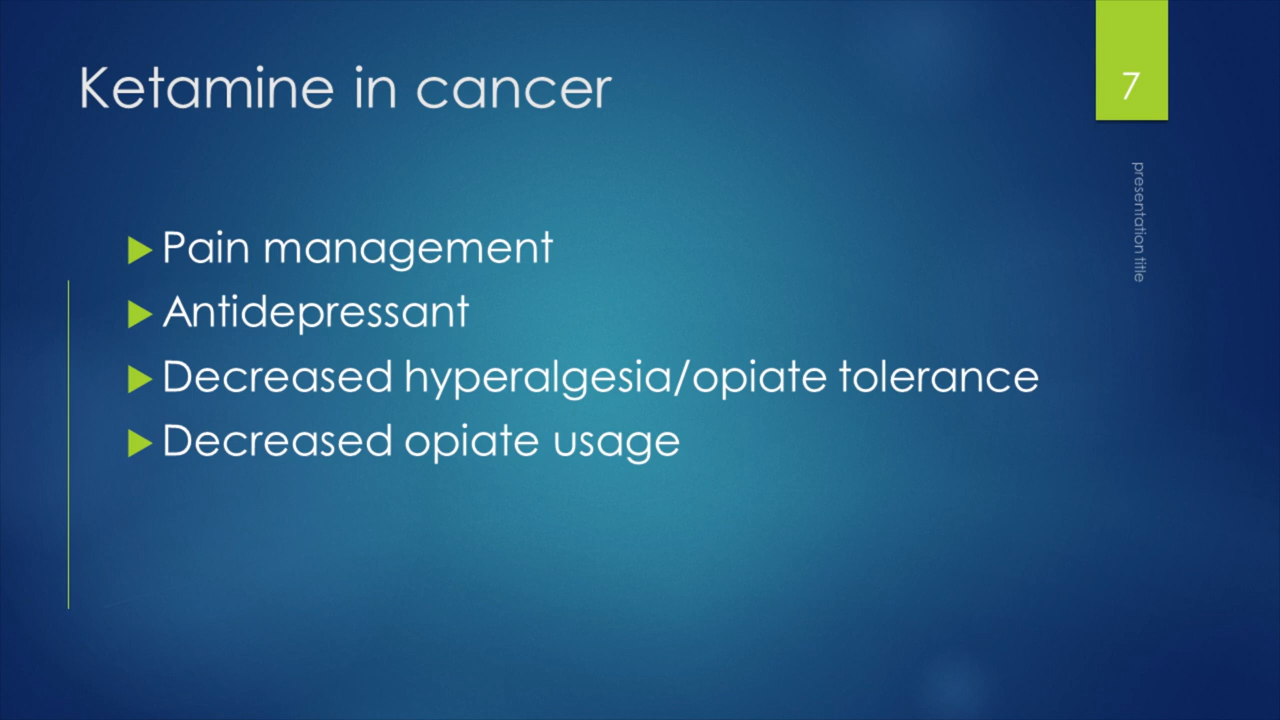 Ketamine in cancer
7
presentation title
Pain management
Antidepressant
Decreased hyperalgesia/opiate tolerance
Decreased opiate usage